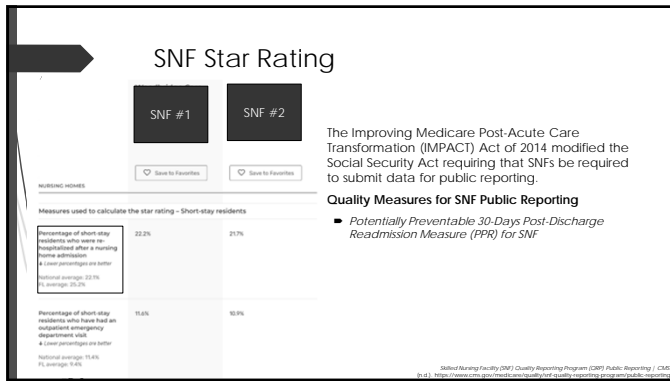 SNF Star Rating
SNF #1
SNF #2
Save to Favorites
Save to Favorites
NURSING HOMES
Measures used to calculate the star rating – Short-stay residents
Percentage of short-stay
residents who were re-
hospitalized after a nursing
home admission
Lower percentages are better
National average: 22.1%
FL average: 25.2%
22.2%
21.7%
Percentage of short-stay
residents who have had an
outpatient emergency
department visit
Lower percentages are better
National average: 11.4%
FL average: 9.4%
11.6%
10.9%
The Improving Medicare Post-Acute Care
Transformation (IMPACT) Act of 2014 modified the
Social Security Act requiring that SNFs be required
to submit data for public reporting.
Quality Measures for SNF Public Reporting
Potentially Preventable 30-Days Post-Discharge
Readmission Measure (PPR) for SNF
Skilled Nursing Facility (SNF) Quality Reporting Program (QRP) Public Reporting | CMS
(n.d.). https://www.cms.gov/medicare/quality/snf-quality-reporting-program/public-reporting